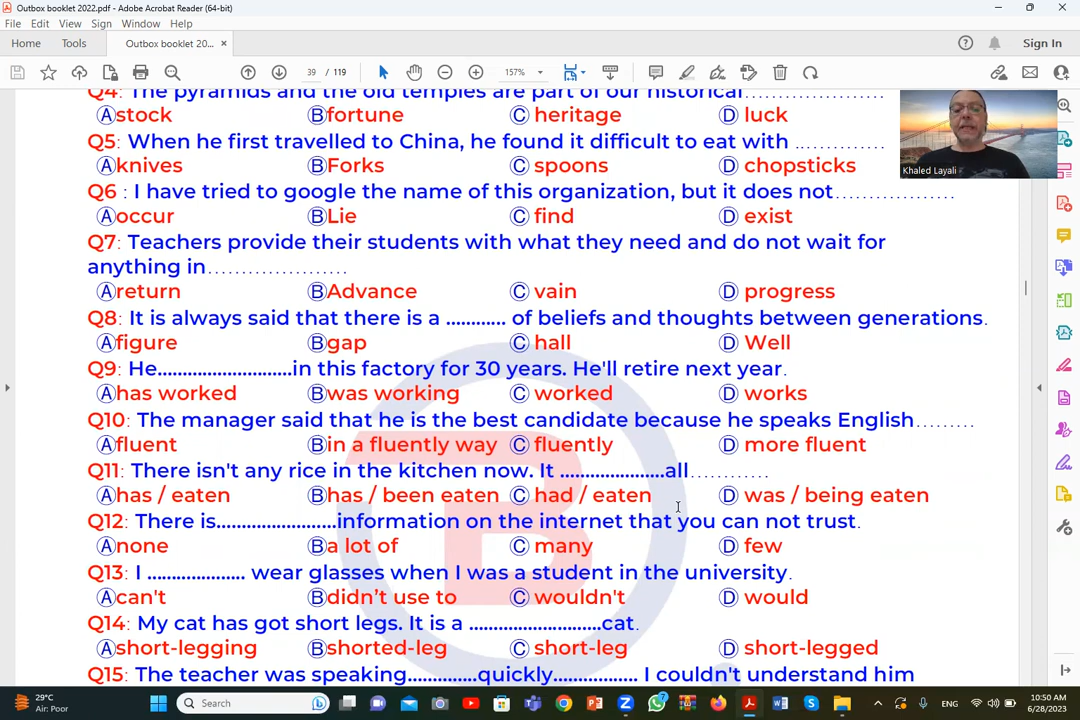 Outbox booklet 2022.pdf - Adobe Acrobat Reader (64-bit)
File Edit View Sign Window Help
Home Tools Outbox booklet 20... × Sign In
39 / 119 157%
Q4: The pyramids and the old temples are part of our historical.....................
Ⓐstock Ⓑfortune Ⓒ heritage Ⓓ luck
Q5: When he first travelled to China, he found it difficult to eat with ................
Ⓐknives ⒷForks Ⓒ spoons Ⓓ chopsticks
Q6 : I have tried to google the name of this organization, but it does not..................
Ⓐoccur ⒷLie Ⓒ find Ⓓ exist
Q7: Teachers provide their students with what they need and do not wait for
anything in.....................
Ⓐreturn ⒷAdvance Ⓒ vain Ⓓ progress
Q8: It is always said that there is a ............ of beliefs and thoughts between generations.
Ⓐfigure Ⓑgap Ⓒ hall Ⓓ Well
Q9: He...........................in this factory for 30 years. He'll retire next year.
Ⓐhas worked Ⓑwas working Ⓒ worked Ⓓ works
Q10: The manager said that he is the best candidate because he speaks English.........
Ⓐfluent Ⓑin a fluently way Ⓒ fluently Ⓓ more fluent
Q11: There isn't any rice in the kitchen now. It .....................all............
Ⓐhas / eaten Ⓑhas / been eaten Ⓒ had / eaten Ⓓ was / being eaten
Q12: There is........................information on the internet that you can not trust.
Ⓐnone Ⓑa lot of Ⓒ many Ⓓ few
Q13: I .................... wear glasses when I was a student in the university.
Ⓐcan't Ⓑdidn’t use to Ⓒ wouldn't Ⓓ would
Q14: My cat has got short legs. It is a ...........................cat.
Ⓐshort-legging Ⓑshorted-leg Ⓒ short-leg Ⓓ short-legged
Q15: The teacher was speaking..............quickly................. I couldn't understand him
Khaled Layali
29°C
Air: Poor
Search
7
ENG
10:50 AM
6/28/2023